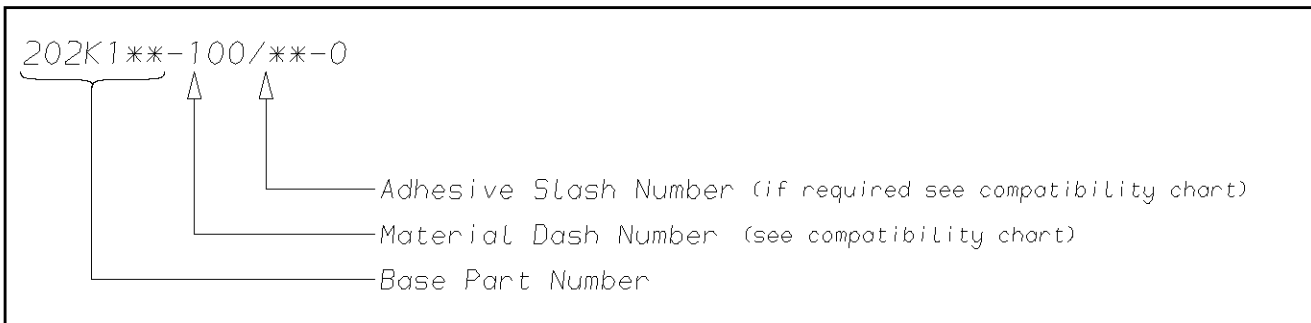 202K1**-100/**-0
Adhesive Slash Number (if required see compatibility chart)
Material Dash Number (see compatibility chart)
Base Part Number